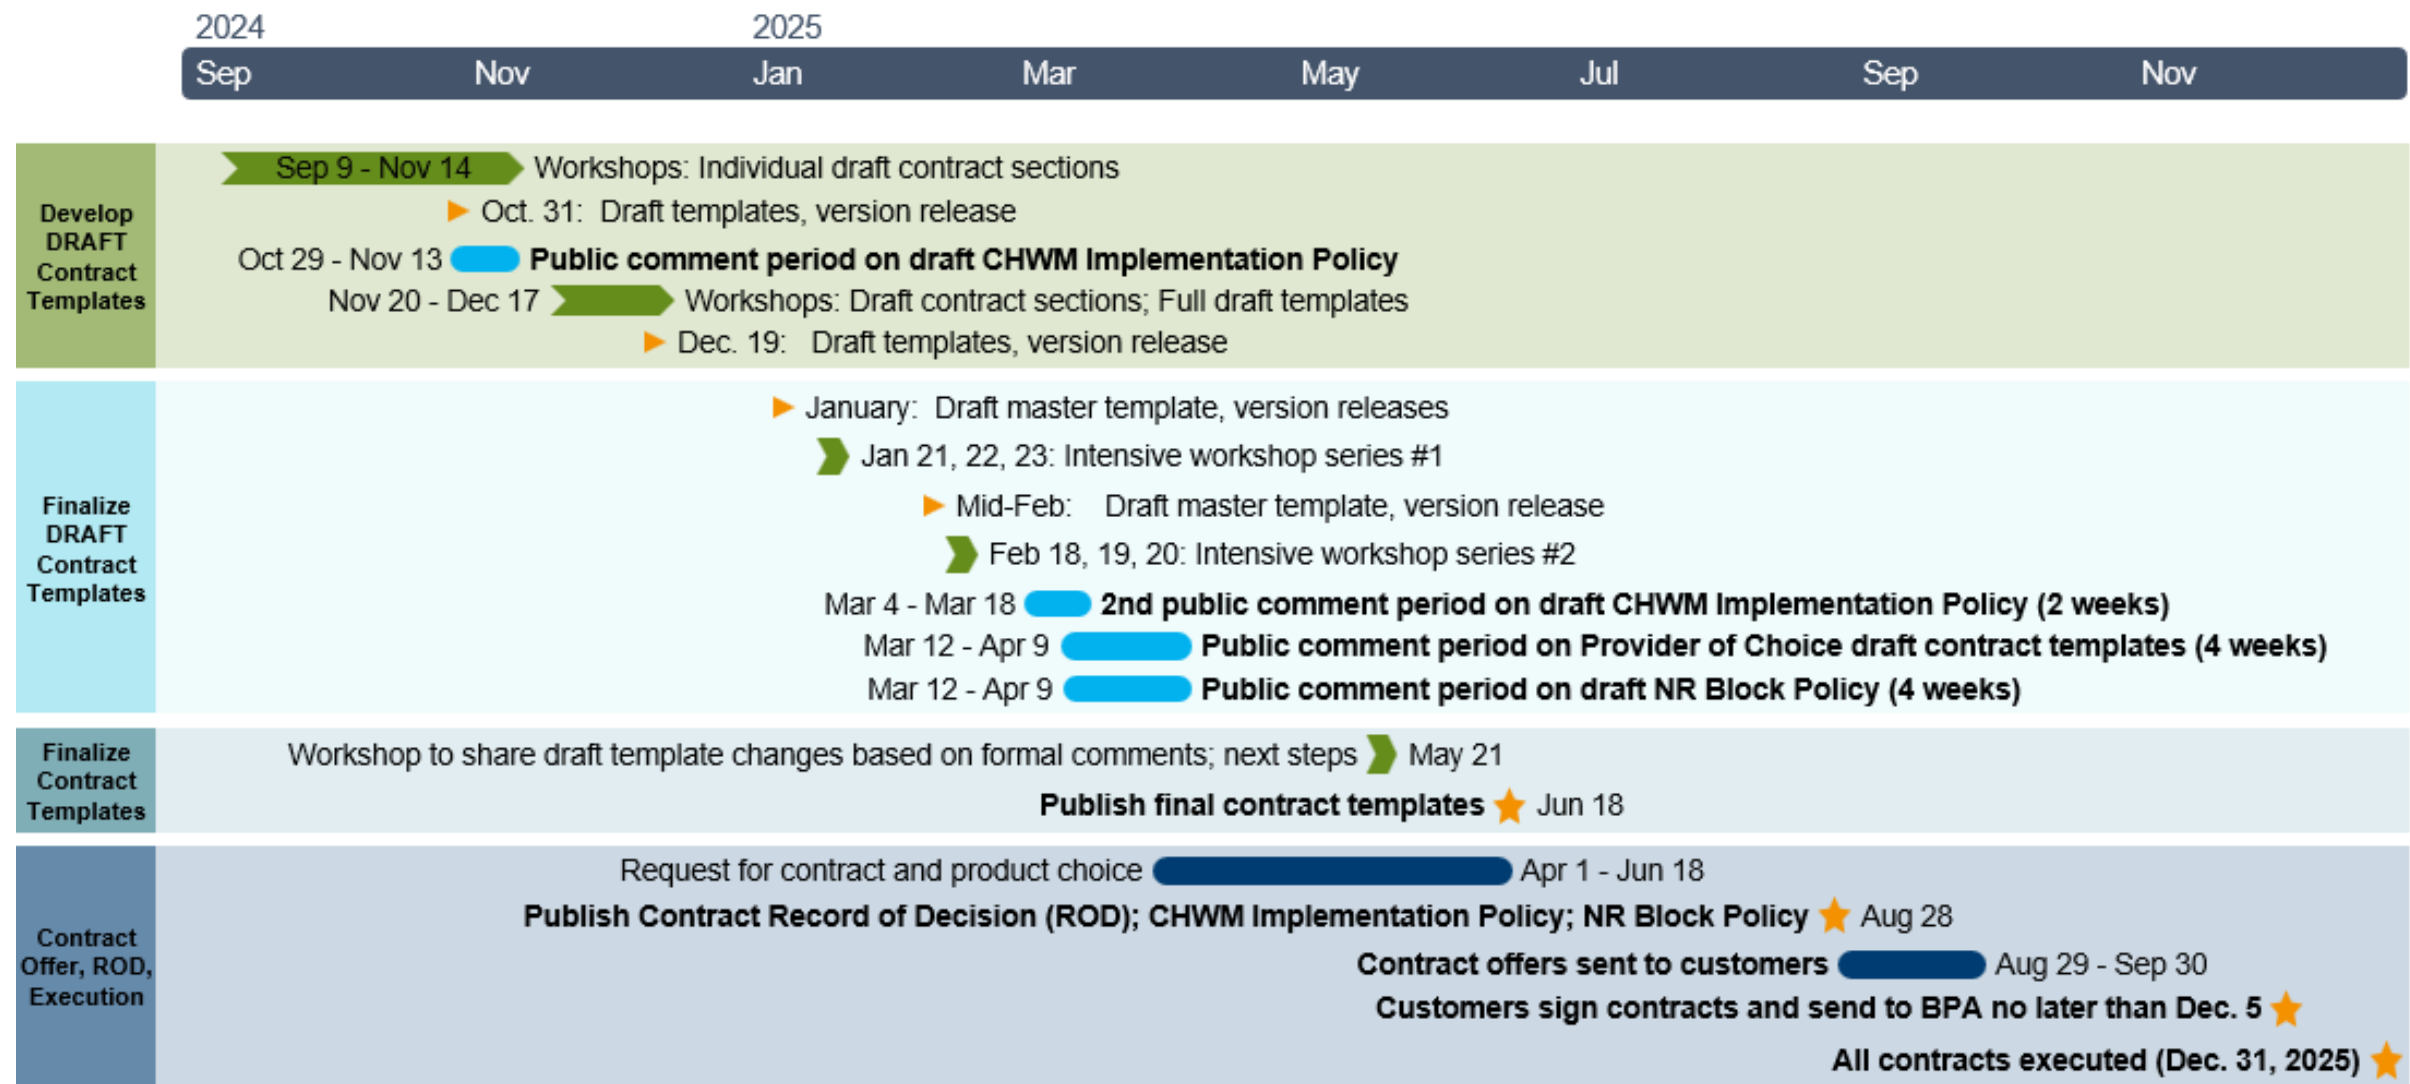 2024 2025
Sep Nov Jan Mar May Jul Sep Nov
Develop
DRAFT
Contract
Templates
Sep 9 - Nov 14 Workshops: Individual draft contract sections
Oct. 31: Draft templates, version release
Oct 29 - Nov 13 Public comment period on draft CHWM Implementation Policy
Nov 20 - Dec 17 Workshops: Draft contract sections; Full draft templates
Dec. 19: Draft templates, version release
Finalize
DRAFT
Contract
Templates
January: Draft master template, version releases
Jan 21, 22, 23: Intensive workshop series #1
Mid-Feb: Draft master template, version release
Feb 18, 19, 20: Intensive workshop series #2
Mar 4 - Mar 18 2nd public comment period on draft CHWM Implementation Policy (2 weeks)
Mar 12 - Apr 9 Public comment period on Provider of Choice draft contract templates (4 weeks)
Mar 12 - Apr 9 Public comment period on draft NR Block Policy (4 weeks)
Finalize
Contract
Templates
Workshop to share draft template changes based on formal comments; next steps May 21
Publish final contract templates Jun 18
Contract
Offer, ROD,
Execution
Request for contract and product choice Apr 1 - Jun 18
Publish Contract Record of Decision (ROD); CHWM Implementation Policy; NR Block Policy Aug 28
Contract offers sent to customers Aug 29 - Sep 30
Customers sign contracts and send to BPA no later than Dec. 5
All contracts executed (Dec. 31, 2025)